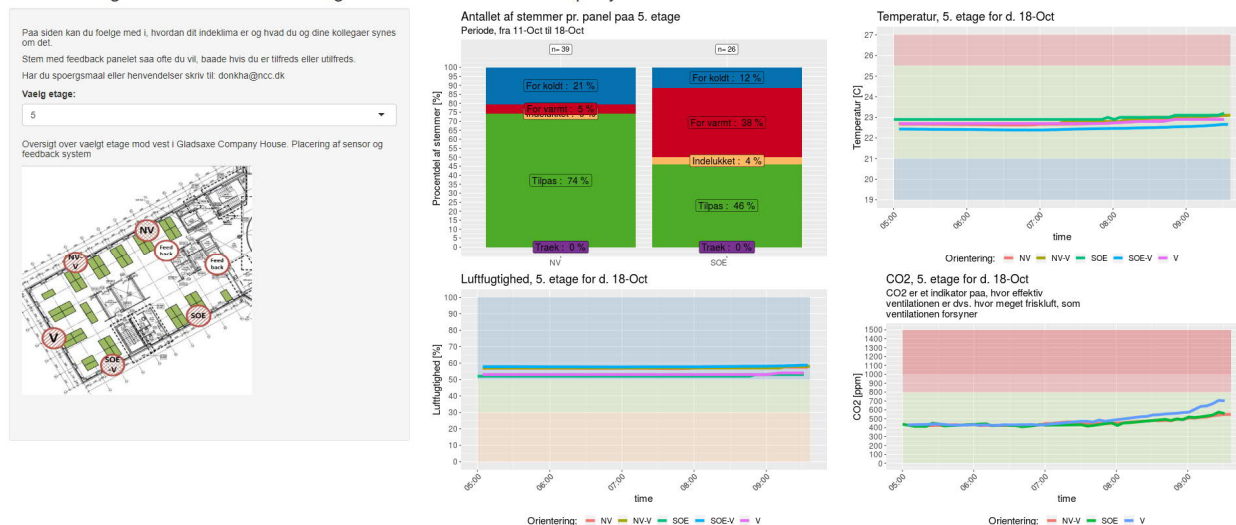 Paa siden kan du foelge med i, hvordan dit indeklima er og hvad du og dine kollegaer synes
om det.
Stem med feedback panelet saa ofte du vil, baade hvis du er tilfreds eller utilfreds.
Har du spoergsmaal eller henvendelser skriv til: donkha@ncc.dk
Vaelg etage:
5
Oversigt over vaelgt etage mod vest i Gladsaxe Company House. Placering af sensor og
feedback system
NV
NV-V
Feed
back
Feed
back
SOE
V
SOE
-V
Antallet af stemmer pr. panel paa 5. etage
Periode, fra 11-Oct til 18-Oct
n= 39
n= 26
Procentdel af stemmer [%]
100
95
90
85
80
75
70
65
60
55
50
45
40
35
30
25
20
15
10
5
0
For koldt : 21 %
For varmt : 5 %
Tilpas : 74 %
Traek : 0 %
For koldt : 12 %
For varmt : 38 %
Indelukket : 4 %
Tilpas : 46 %
Traek : 0 %
NV
SOE
Temperatur, 5. etage for d. 18-Oct
Temperatur [C]
27
26
25
24
23
22
21
20
19
05:00
06:00
07:00
08:00
09:00
time
Orientering: NV NV-V SOE SOE-V V
Luftfugtighed, 5. etage for d. 18-Oct
Luftfugtighed [%]
100
90
80
70
60
50
40
30
20
10
0
05:00
06:00
07:00
08:00
09:00
time
Orientering: NV NV-V SOE SOE-V V
CO2, 5. etage for d. 18-Oct
CO2 er et indikator paa, hvor effektiv
ventilationen er dvs. hvor meget friskluft, som
ventilationen forsyner
CO2 [ppm]
1500
1400
1300
1200
1100
1000
900
800
700
600
500
400
300
200
100
0
05:00
06:00
07:00
08:00
09:00
time
Orientering: NV SOE V